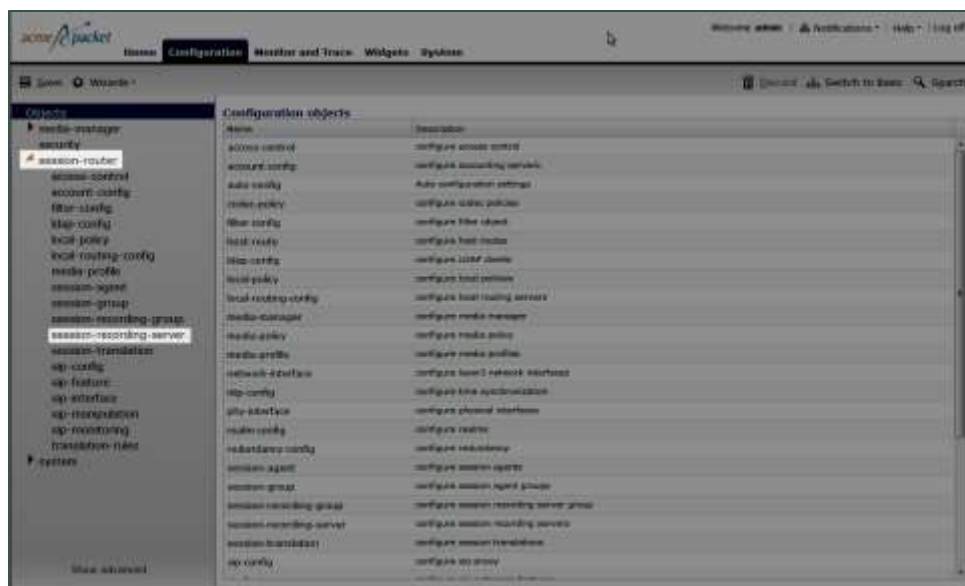 acme packet
Welcome admin | Notifications | Help | Log off
Home Configuration Monitor and Trace Widgets System
Save Wizards
Discard Switch to Basic Search
Objects
media-manager
security
session-router
access-control
account-config
filter-config
ldap-config
local-policy
local-routing-config
media-profile
session-agent
session-group
session-recording-group
session-recording-server
session-translation
sip-config
sip-feature
sip-interface
sip-manipulation
sip-monitoring
translation-rules
system
Show advanced
Configuration objects
Name Description
access-control configure access control
account-config configure accounting servers
auto-config Auto configuration settings
codec-policy configure codec policies
filter-config configure filter object
host-route configure host routes
ldap-config configure LDAP clients
local-policy configure local policies
local-routing-config configure local routing servers
media-manager configure media manager
media-policy configure media policy
media-profile configure media profiles
network-interface configure layer3 network interfaces
ntp-config configure time synchronization
phy-interface configure physical interfaces
realm-config configure realms
redundancy-config configure redundancy
session-agent configure session agents
session-group configure session agent groups
session-recording-group configure session recording server group
session-recording-server configure session recording servers
session-translation configure session translations
sip-config configure sip proxy